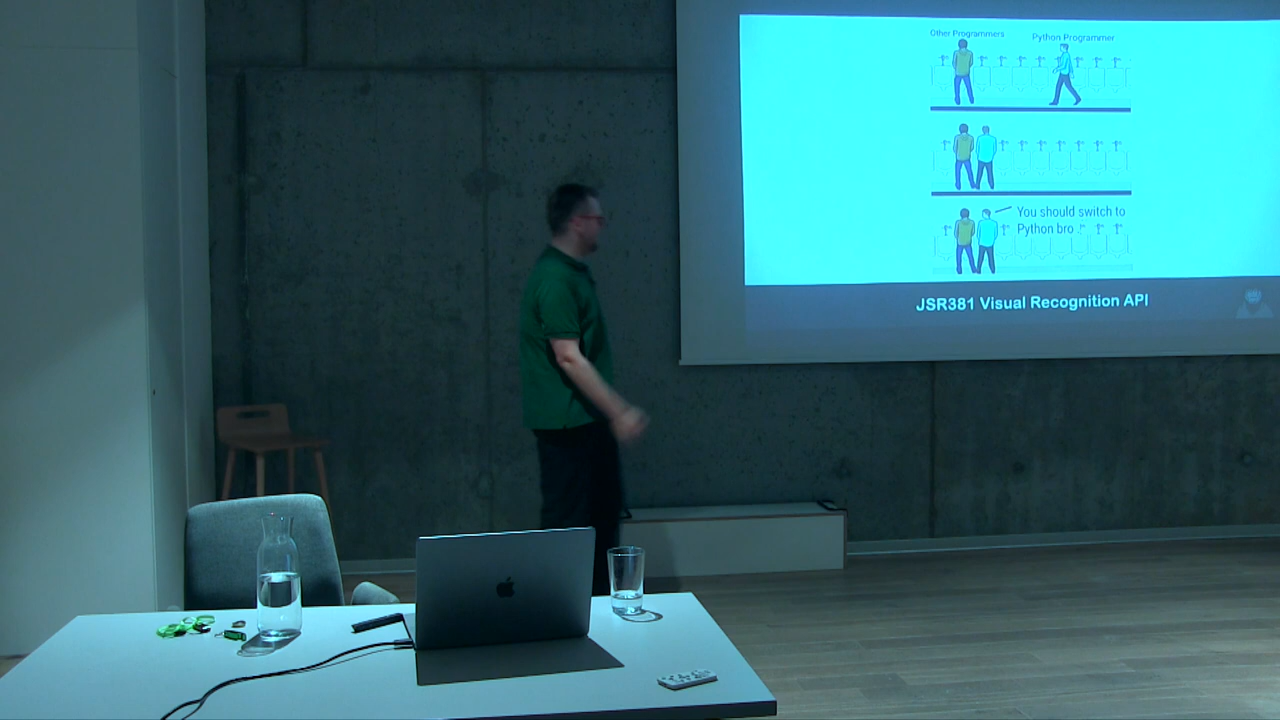 Other Programmers
Python Programmer
You should switch to
Python bro
JSR381 Visual Recognition API